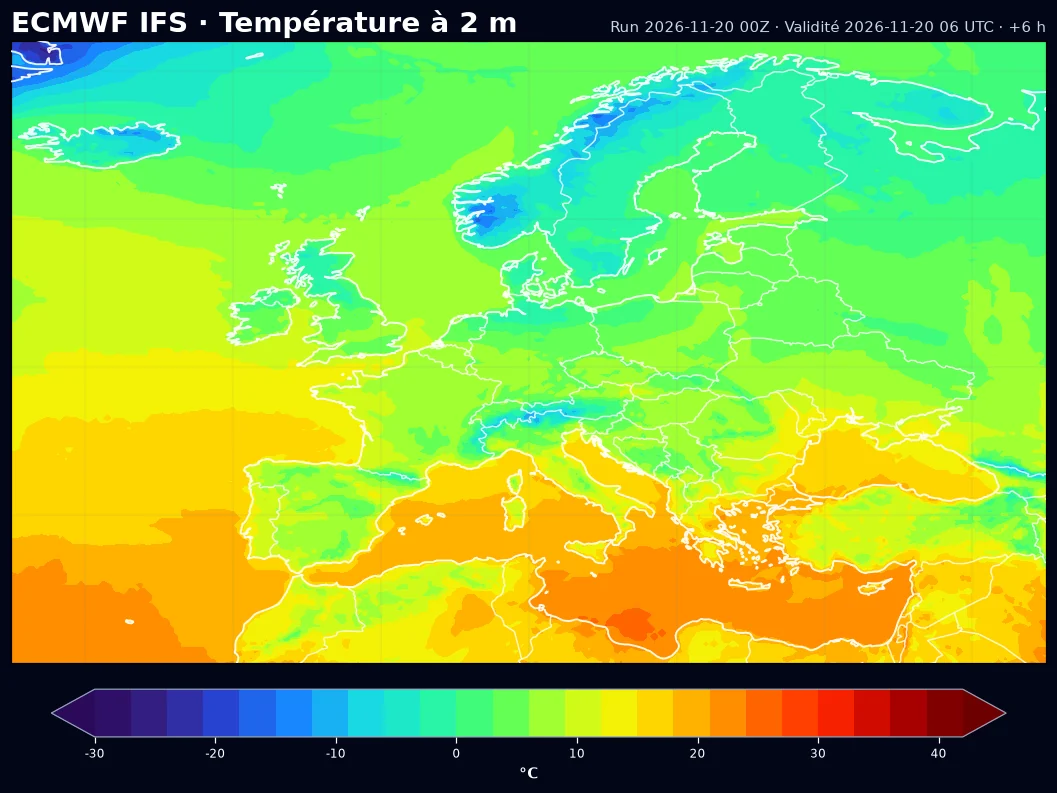 ECMWF IFS · Température à 2 m
Run 2026-11-20 00Z · Validité 2026-11-20 06 UTC · +6 h
-30 -20 -10 0 10 20 30 40
°C